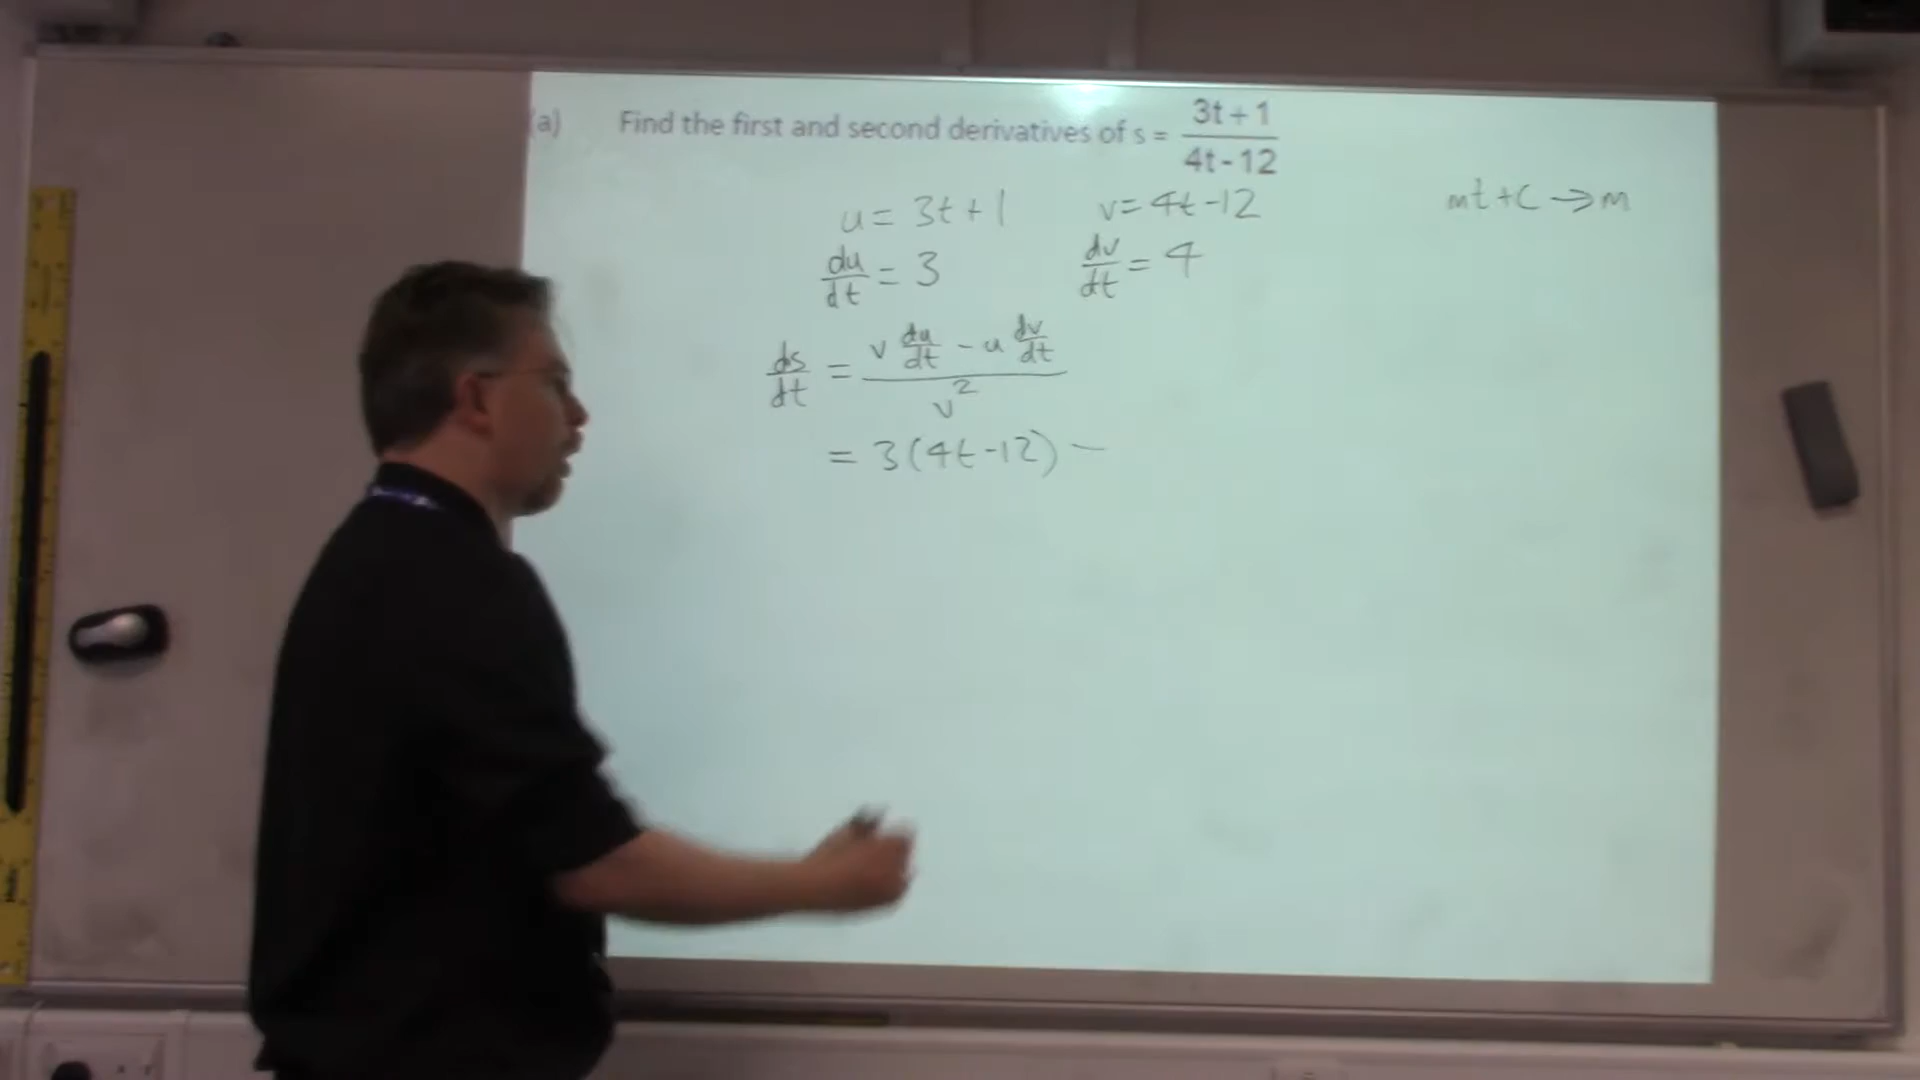 (a) Find the first and second derivatives of s = (3t + 1)/(4t - 12)
u = 3t + 1 v = 4t - 12 mt + c → m
du/dt = 3 dv/dt = 4
ds/dt = (v du/dt - u dv/dt)/v²
= 3(4t - 12) -